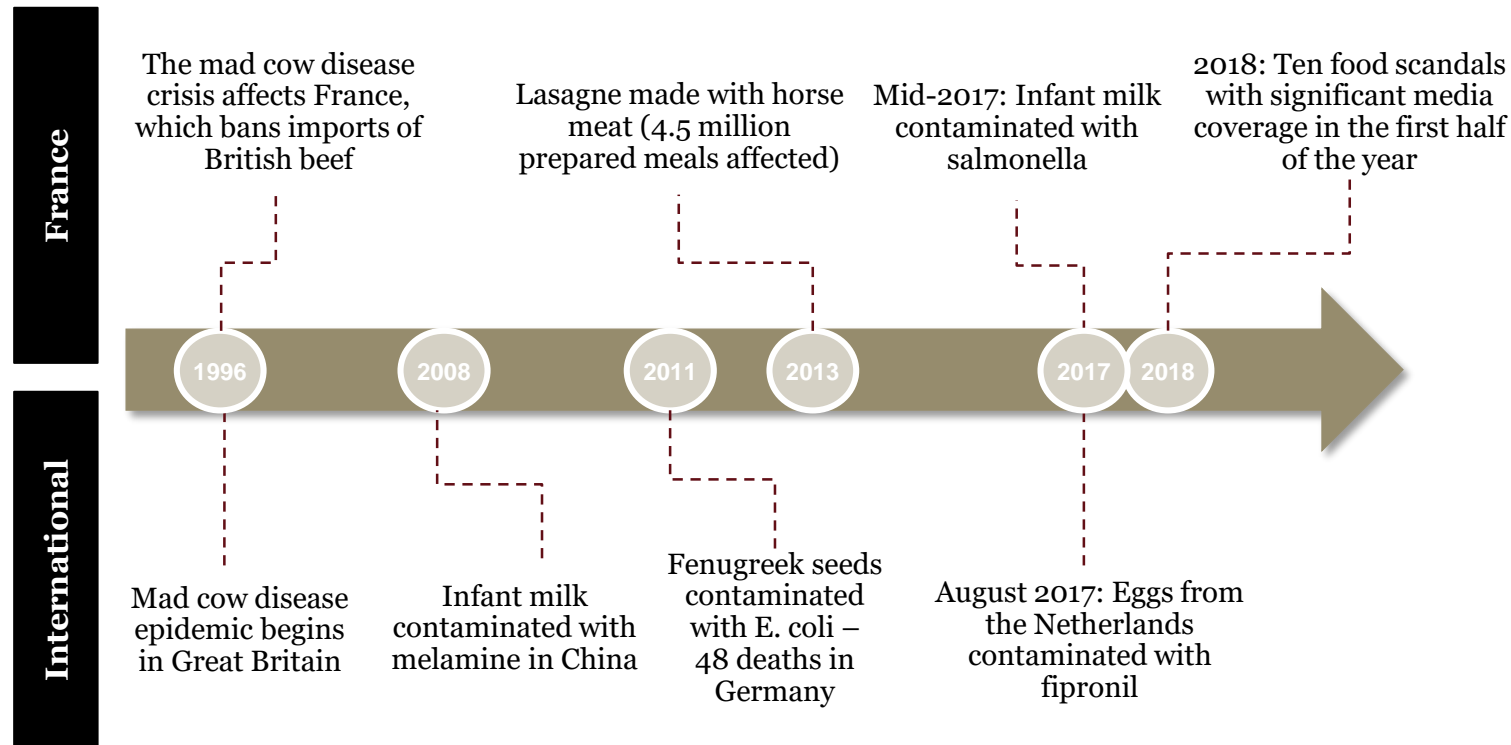 France
The mad cow disease
crisis affects France,
which bans imports of
British beef
Lasagne made with horse
meat (4.5 million
prepared meals affected)
Mid-2017: Infant milk
contaminated with
salmonella
2018: Ten food scandals
with significant media
coverage in the first half
of the year
1996
2008
2011
2013
2017
2018
International
Mad cow disease
epidemic begins
in Great Britain
Infant milk
contaminated with
melamine in China
Fenugreek seeds
contaminated
with E. coli –
48 deaths in
Germany
August 2017: Eggs from
the Netherlands
contaminated with
fipronil